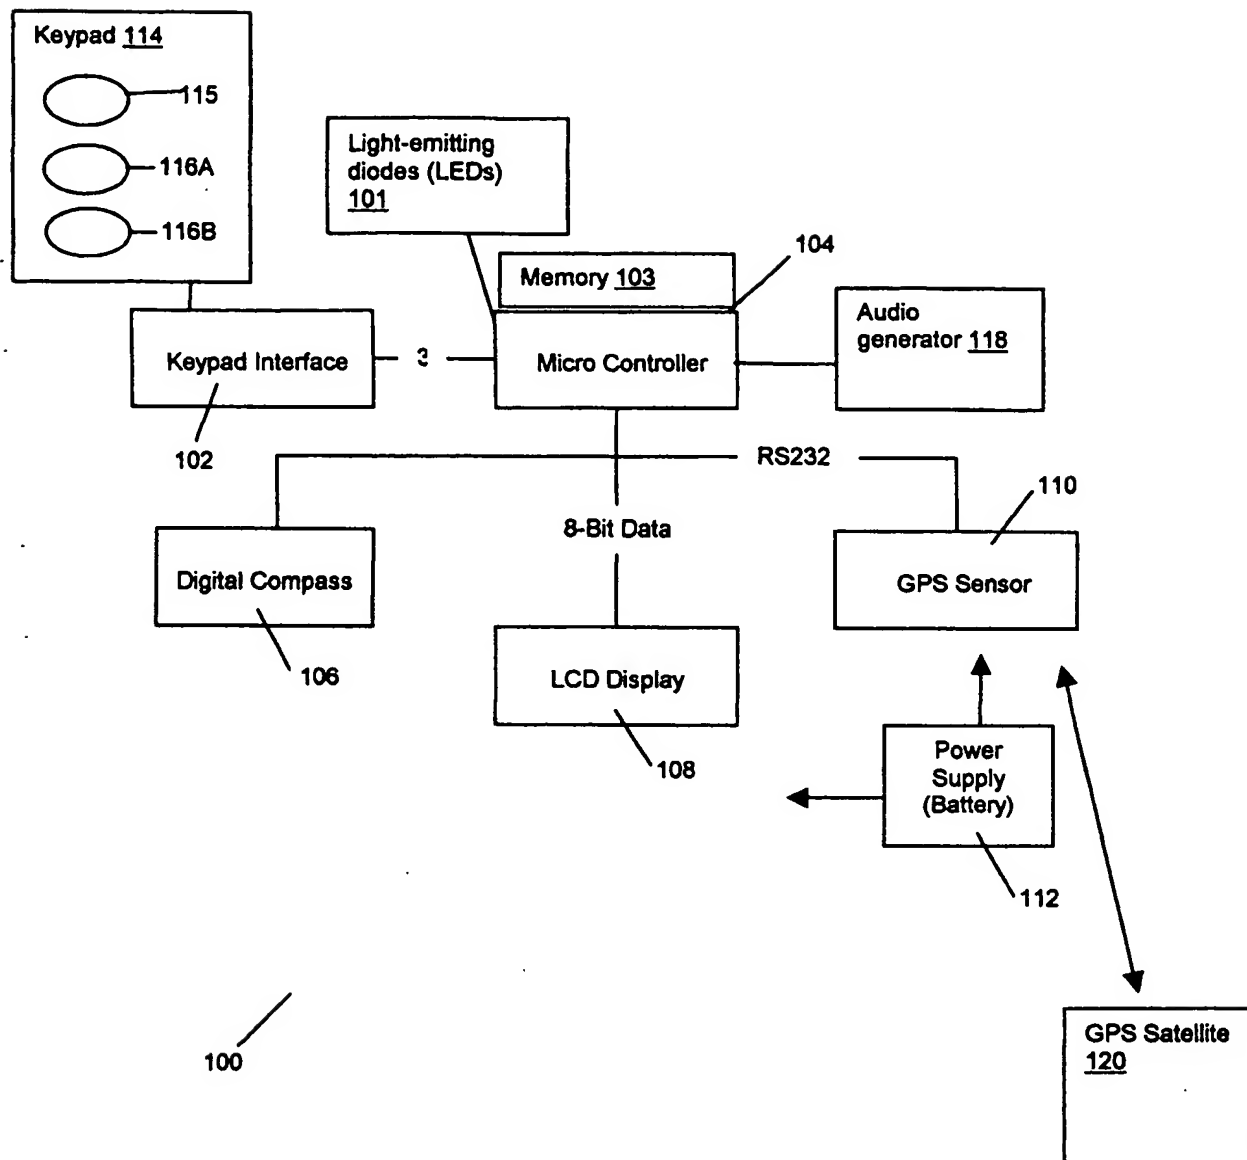 Keypad 114
115
116A
116B
Light-emitting
diodes (LEDs)
101
104
Memory 103
Audio
generator 118
Keypad Interface
3
Micro Controller
102
RS232
110
8-Bit Data
Digital Compass
GPS Sensor
106
LCD Display
108
Power
Supply
(Battery)
112
100
GPS Satellite
120